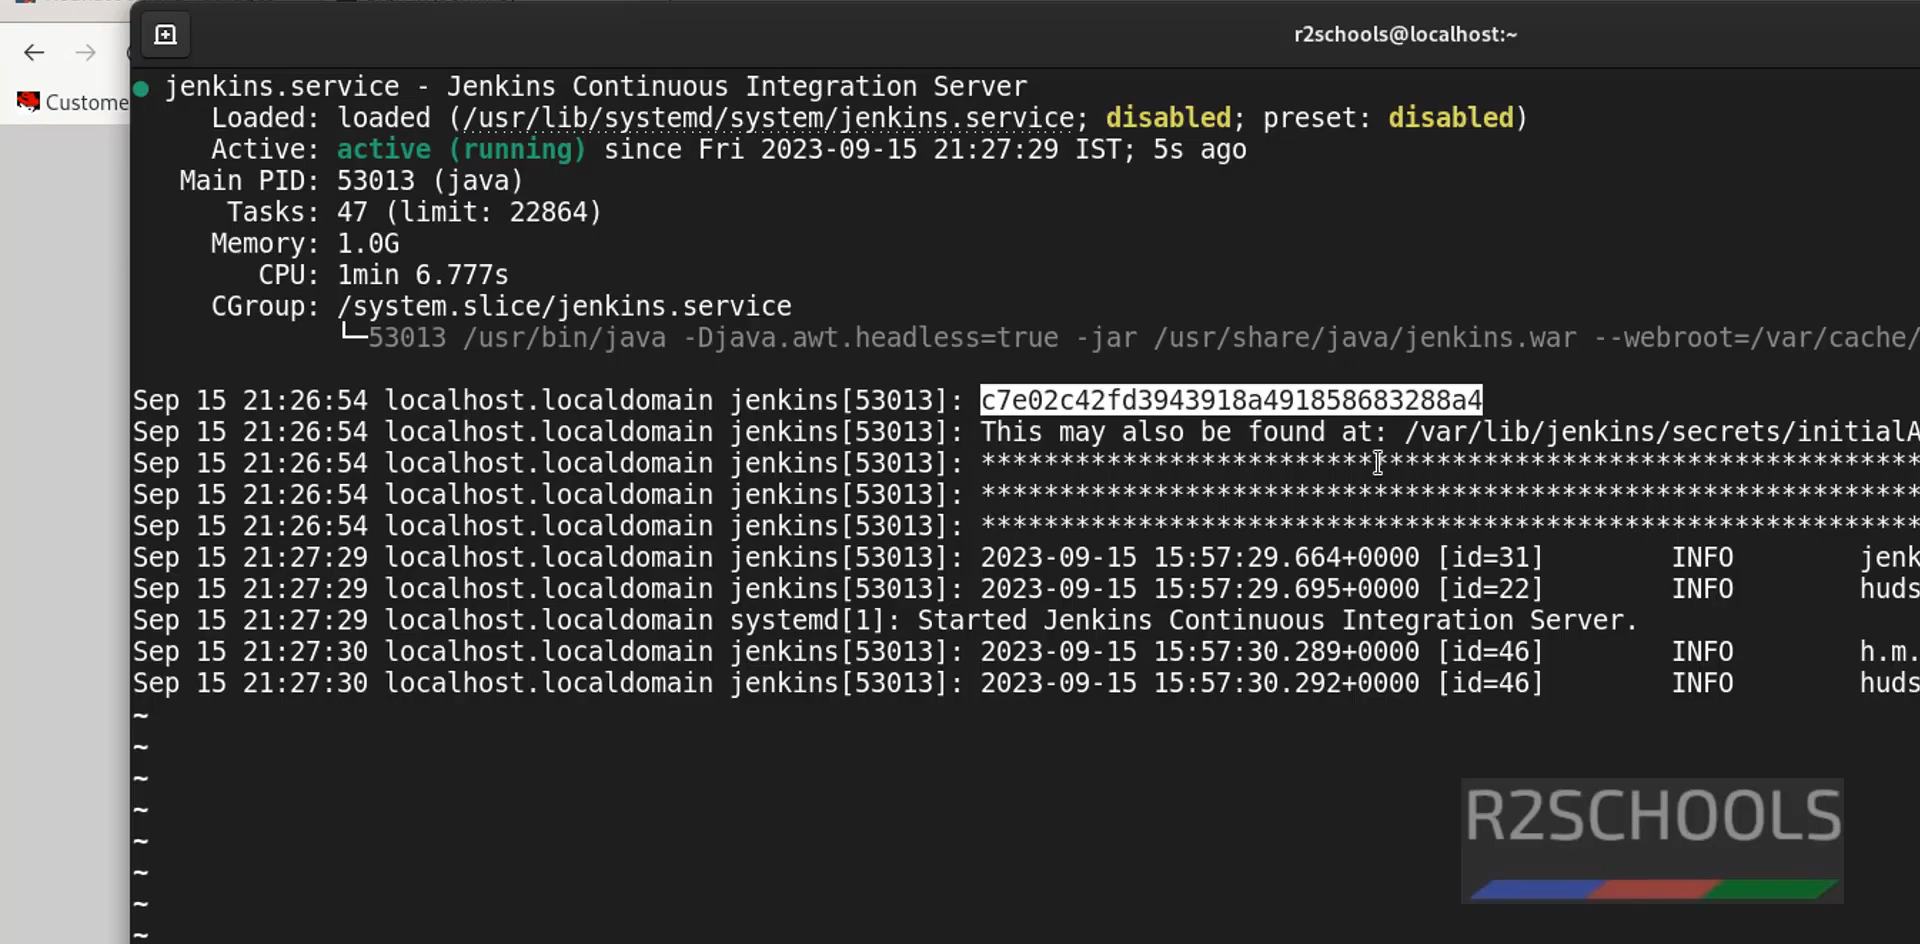 r2schools@localhost:~
Custome
jenkins.service - Jenkins Continuous Integration Server
Loaded: loaded (/usr/lib/systemd/system/jenkins.service; disabled; preset: disabled)
Active: active (running) since Fri 2023-09-15 21:27:29 IST; 5s ago
Main PID: 53013 (java)
Tasks: 47 (limit: 22864)
Memory: 1.0G
CPU: 1min 6.777s
CGroup: /system.slice/jenkins.service
└─53013 /usr/bin/java -Djava.awt.headless=true -jar /usr/share/java/jenkins.war --webroot=/var/cache/
Sep 15 21:26:54 localhost.localdomain jenkins[53013]: c7e02c42fd3943918a491858683288a4
Sep 15 21:26:54 localhost.localdomain jenkins[53013]: This may also be found at: /var/lib/jenkins/secrets/initialA
Sep 15 21:26:54 localhost.localdomain jenkins[53013]: ************************************************************
Sep 15 21:26:54 localhost.localdomain jenkins[53013]: ************************************************************
Sep 15 21:26:54 localhost.localdomain jenkins[53013]: ************************************************************
Sep 15 21:27:29 localhost.localdomain jenkins[53013]: 2023-09-15 15:57:29.664+0000 [id=31] INFO jenk
Sep 15 21:27:29 localhost.localdomain jenkins[53013]: 2023-09-15 15:57:29.695+0000 [id=22] INFO huds
Sep 15 21:27:29 localhost.localdomain systemd[1]: Started Jenkins Continuous Integration Server.
Sep 15 21:27:30 localhost.localdomain jenkins[53013]: 2023-09-15 15:57:30.289+0000 [id=46] INFO h.m.
Sep 15 21:27:30 localhost.localdomain jenkins[53013]: 2023-09-15 15:57:30.292+0000 [id=46] INFO huds
~
~
~
~
~
~
~
~
R2SCHOOLS